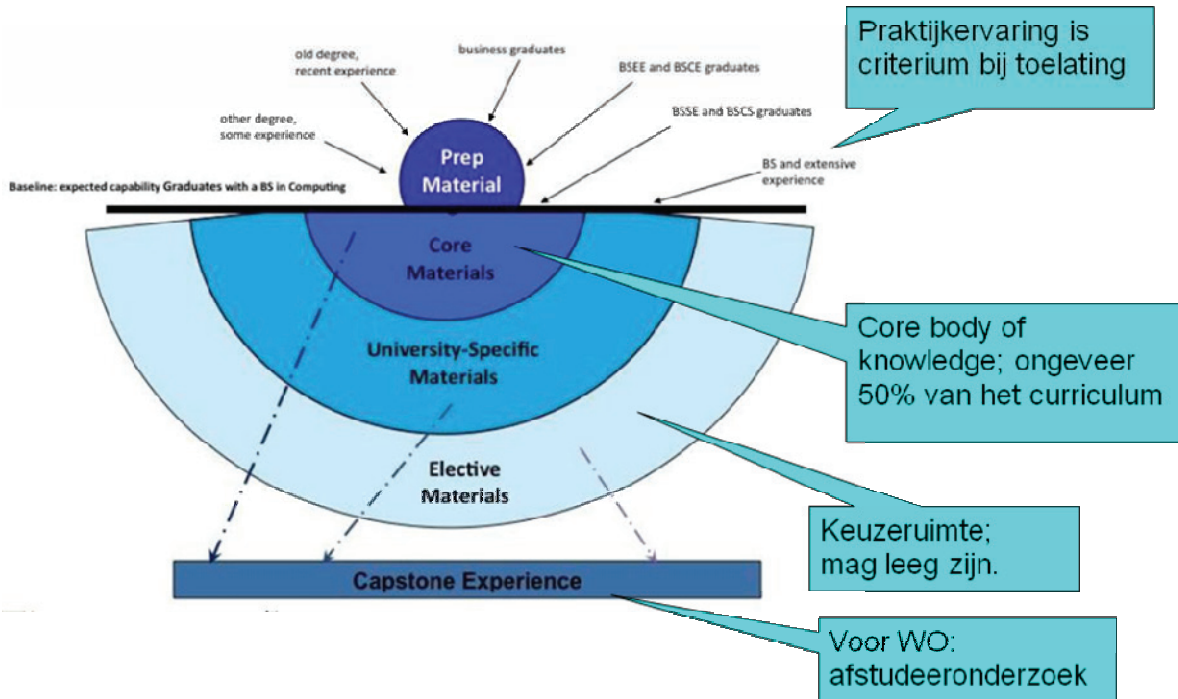 Praktijkervaring is
criterium bij toelating
business graduates
old degree,
recent experience
BSEE and BSCE graduates
BSSE and BSCS graduates
other degree,
some experience
BS and extensive
experience
Prep
Material
Baseline: expected capability Graduates with a BS in Computing
Core
Materials
Core body of
knowledge; ongeveer
50% van het curriculum
University-Specific
Materials
Elective
Materials
Keuzeruimte;
mag leeg zijn.
Capstone Experience
Voor WO:
afstudeeronderzoek